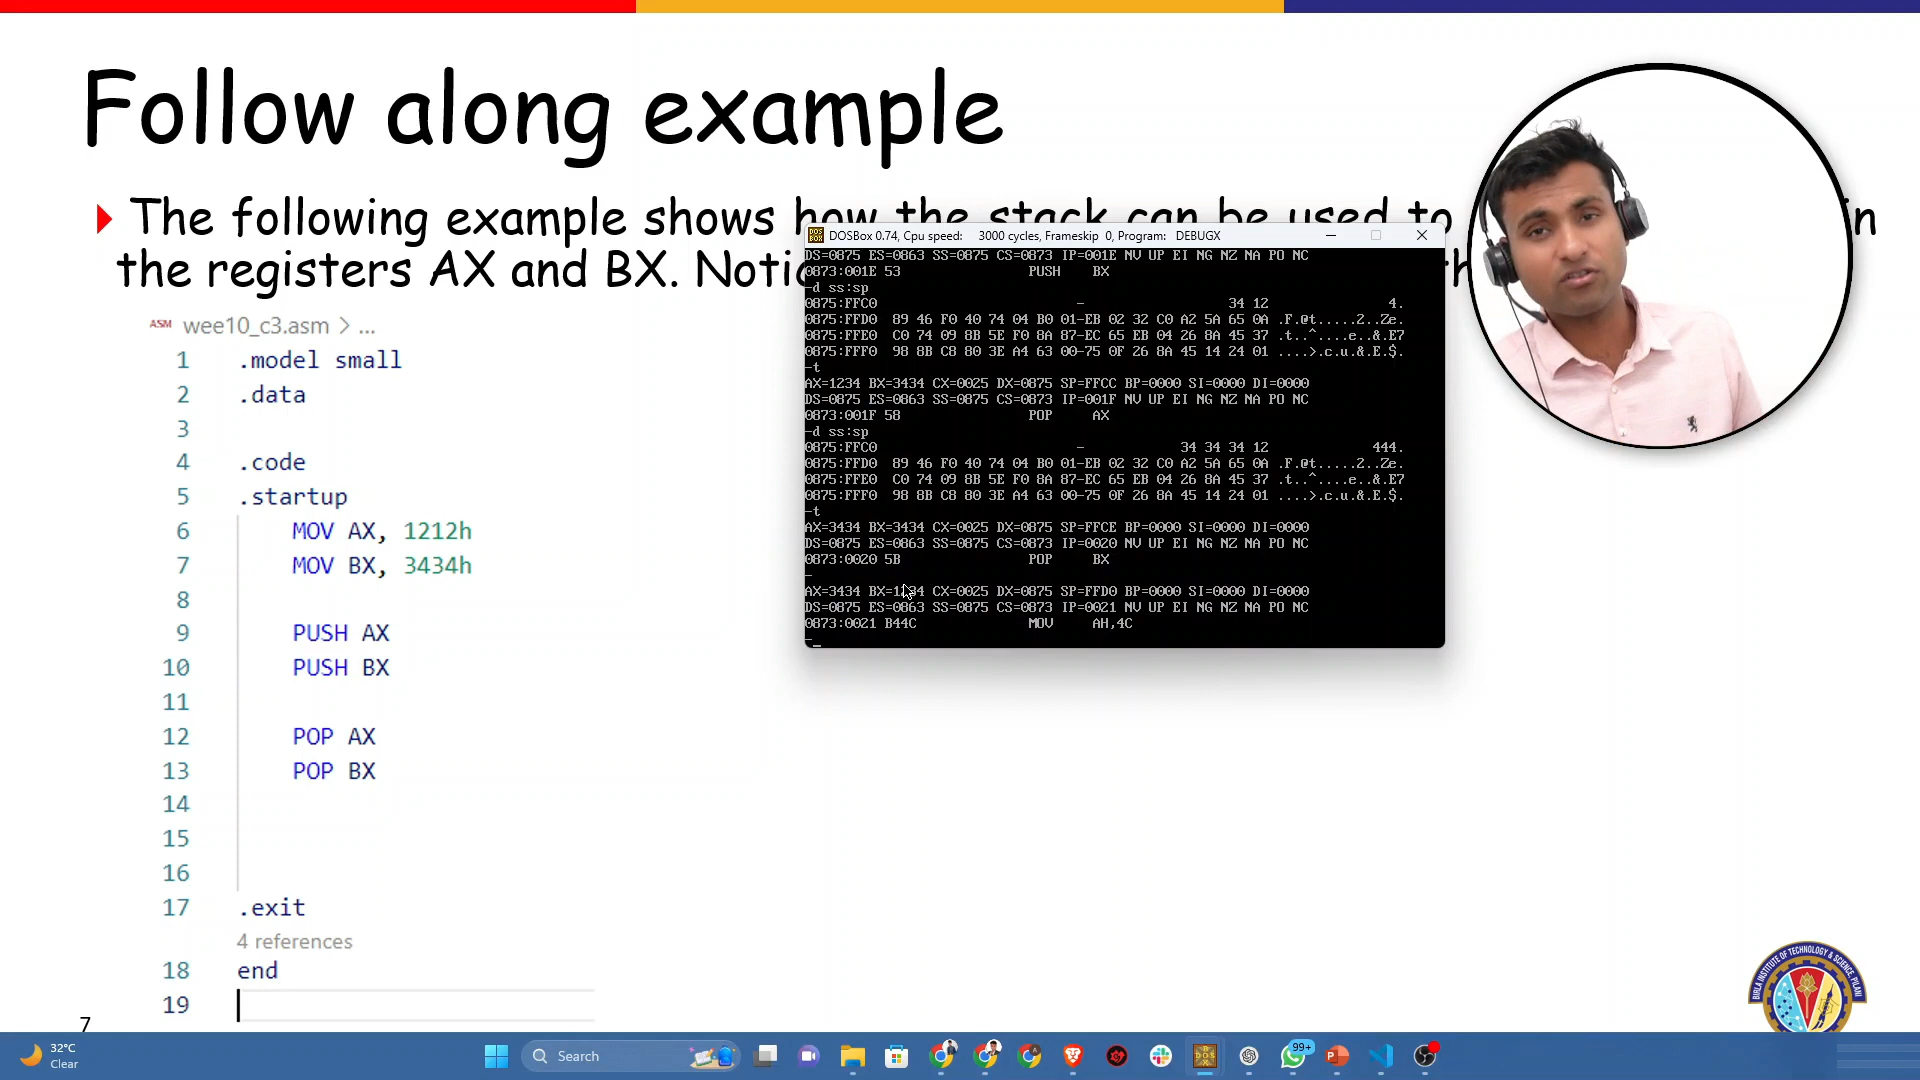 Follow along example
The following example shows how the stack can be used to in
the registers AX and BX. Notic
ASM wee10_c3.asm > ...
1 .model small
2 .data
3
4 .code
5 .startup
6 MOV AX, 1212h
7 MOV BX, 3434h
8
9 PUSH AX
10 PUSH BX
11
12 POP AX
13 POP BX
14
15
16
17 .exit
4 references
18 end
19
DOSBox 0.74, Cpu speed: 3000 cycles, Frameskip 0, Program: DEBUGX
DS=0875 ES=0863 SS=0875 CS=0873 IP=001E NV UP EI NG NZ NA PO NC
0873:001E 53 PUSH BX
-d ss:sp
0875:FFC0 - 34 12 4.
0875:FFD0 89 46 F0 40 74 04 B0 01-EB 02 32 C0 A2 5A 65 0A .F.@t.....2..Ze.
0875:FFE0 C0 74 09 8B 5E F0 8A 87-EC 65 EB 04 26 8A 45 37 .t..^....e..&.E7
0875:FFF0 98 8B C8 80 3E A4 63 00-75 0F 26 8A 45 14 24 01 ....>.c.u.&.E.$.
-t
AX=1234 BX=3434 CX=0025 DX=0875 SP=FFCC BP=0000 SI=0000 DI=0000
DS=0875 ES=0863 SS=0875 CS=0873 IP=001F NV UP EI NG NZ NA PO NC
0873:001F 58 POP AX
-d ss:sp
0875:FFC0 - 34 34 34 12 444.
0875:FFD0 89 46 F0 40 74 04 B0 01-EB 02 32 C0 A2 5A 65 0A .F.@t.....2..Ze.
0875:FFE0 C0 74 09 8B 5E F0 8A 87-EC 65 EB 04 26 8A 45 37 .t..^....e..&.E7
0875:FFF0 98 8B C8 80 3E A4 63 00-75 0F 26 8A 45 14 24 01 ....>.c.u.&.E.$.
-t
AX=3434 BX=3434 CX=0025 DX=0875 SP=FFCE BP=0000 SI=0000 DI=0000
DS=0875 ES=0863 SS=0875 CS=0873 IP=0020 NV UP EI NG NZ NA PO NC
0873:0020 5B POP BX
-
AX=3434 BX=1234 CX=0025 DX=0875 SP=FFD0 BP=0000 SI=0000 DI=0000
DS=0875 ES=0863 SS=0875 CS=0873 IP=0021 NV UP EI NG NZ NA PO NC
0873:0021 B44C MOV AH,4C
-_
BIRLA INSTITUTE OF TECHNOLOGY & SCIENCE, PILANI
7
32°C
Clear
Search
99+